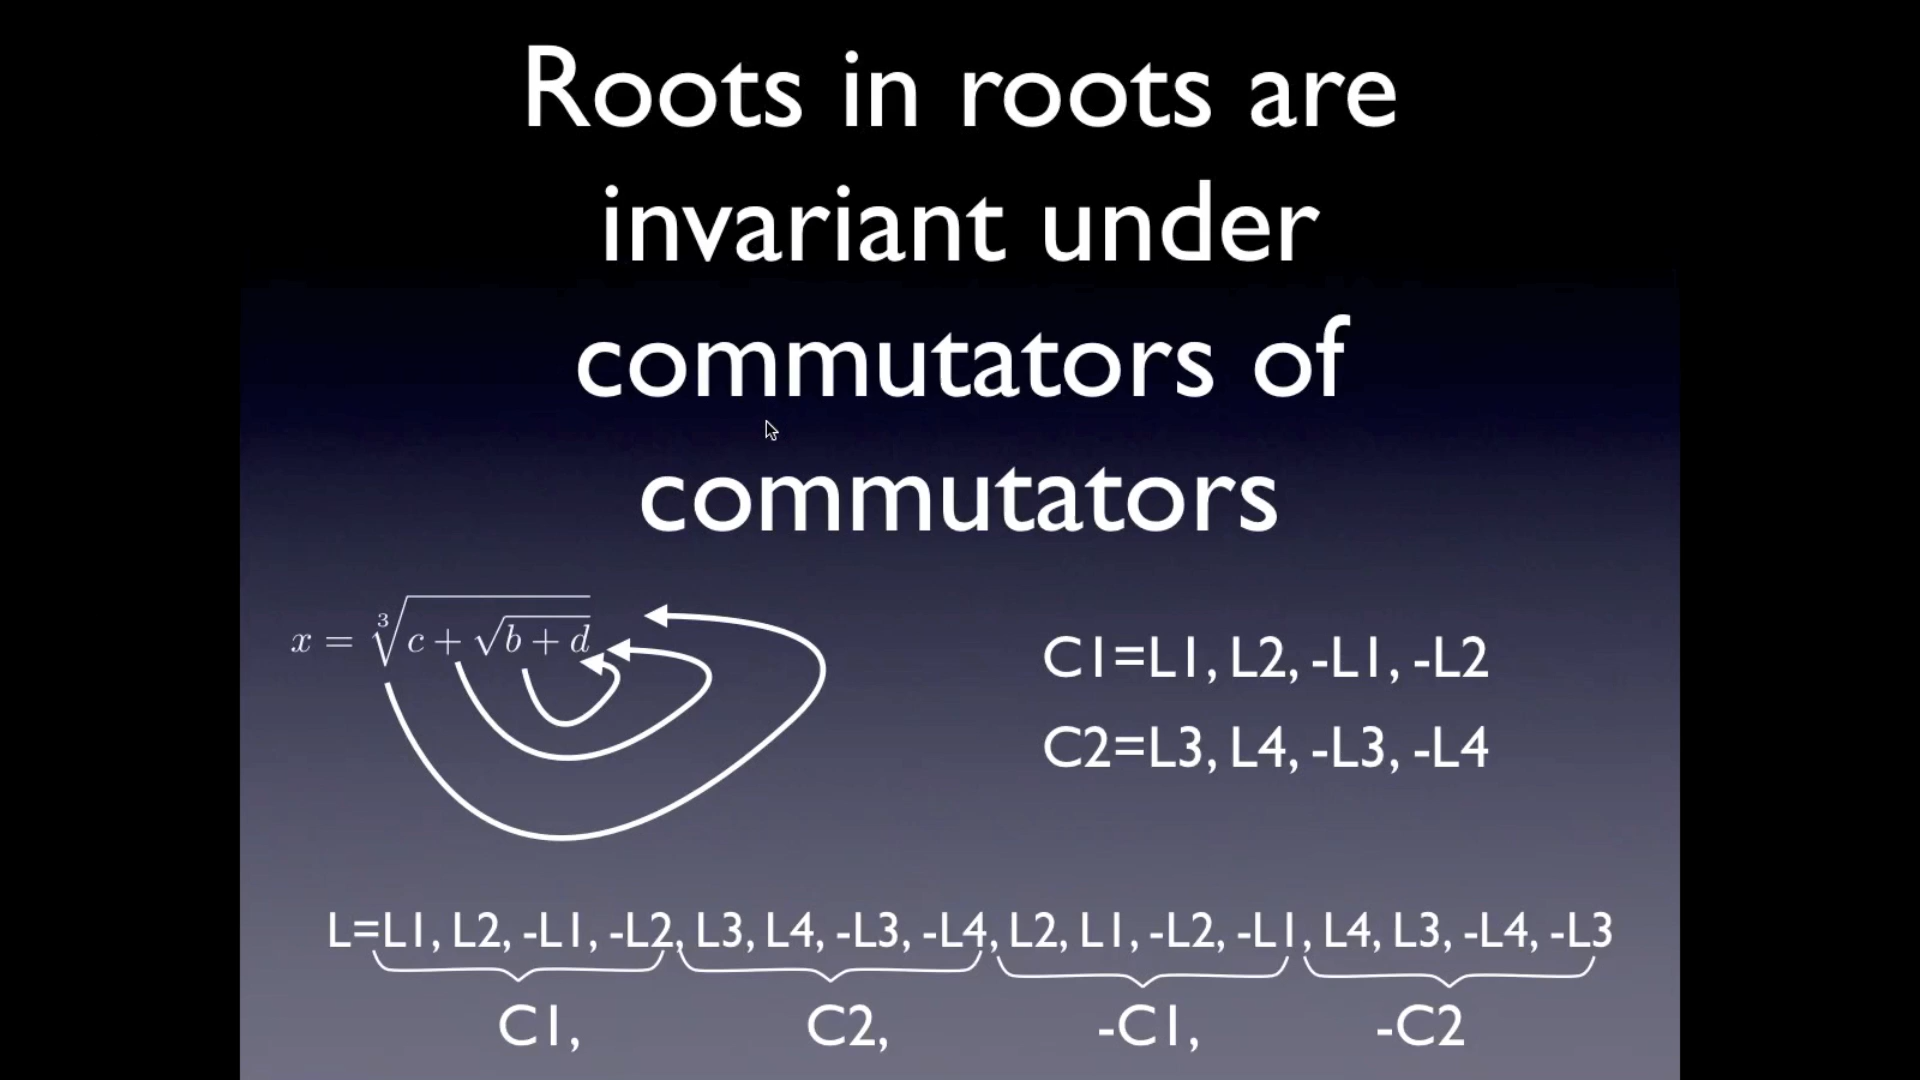 Roots in roots are
invariant under
commutators of
commutators
x = ∛(c + √(b + d))
C1=L1, L2, -L1, -L2
C2=L3, L4, -L3, -L4
L=L1, L2, -L1, -L2, L3, L4, -L3, -L4, L2, L1, -L2, -L1, L4, L3, -L4, -L3
C1, C2, -C1, -C2